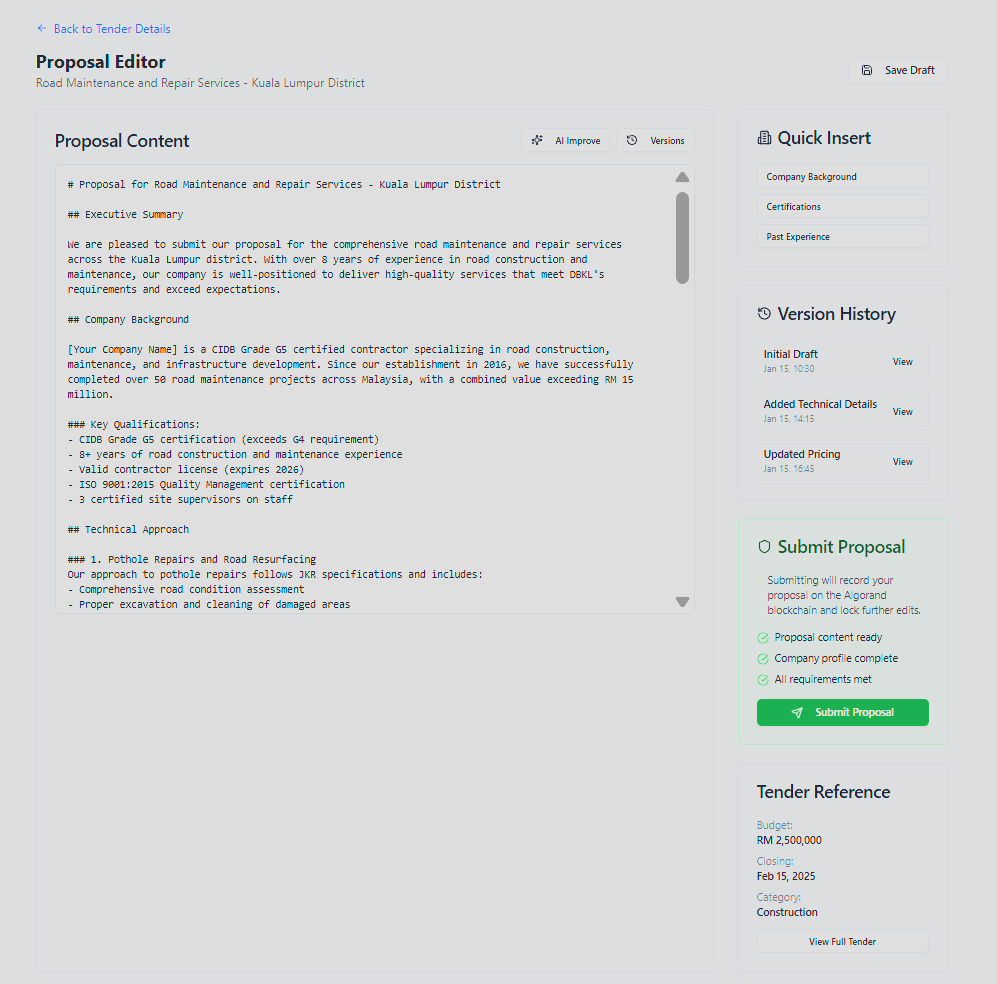 Back to Tender Details
Proposal Editor
Road Maintenance and Repair Services - Kuala Lumpur District
Save Draft
Proposal Content
AI Improve
Versions
# Proposal for Road Maintenance and Repair Services - Kuala Lumpur District
## Executive Summary
We are pleased to submit our proposal for the comprehensive road maintenance and repair services
across the Kuala Lumpur district. With over 8 years of experience in road construction and
maintenance, our company is well-positioned to deliver high-quality services that meet DBKL's
requirements and exceed expectations.
## Company Background
[Your Company Name] is a CIDB Grade G5 certified contractor specializing in road construction,
maintenance, and infrastructure development. Since our establishment in 2016, we have successfully
completed over 50 road maintenance projects across Malaysia, with a combined value exceeding RM 15
million.
### Key Qualifications:
- CIDB Grade G5 certification (exceeds G4 requirement)
- 8+ years of road construction and maintenance experience
- Valid contractor license (expires 2026)
- ISO 9001:2015 Quality Management certification
- 3 certified site supervisors on staff
## Technical Approach
### 1. Pothole Repairs and Road Resurfacing
Our approach to pothole repairs follows JKR specifications and includes:
- Comprehensive road condition assessment
- Proper excavation and cleaning of damaged areas
Quick Insert
Company Background
Certifications
Past Experience
Version History
Initial Draft
Jan 15, 10:30
View
Added Technical Details
Jan 15, 14:15
View
Updated Pricing
Jan 15, 16:45
View
Submit Proposal
Submitting will record your
proposal on the Algorand
blockchain and lock further edits.
Proposal content ready
Company profile complete
All requirements met
Submit Proposal
Tender Reference
Budget:
RM 2,500,000
Closing:
Feb 15, 2025
Category:
Construction
View Full Tender